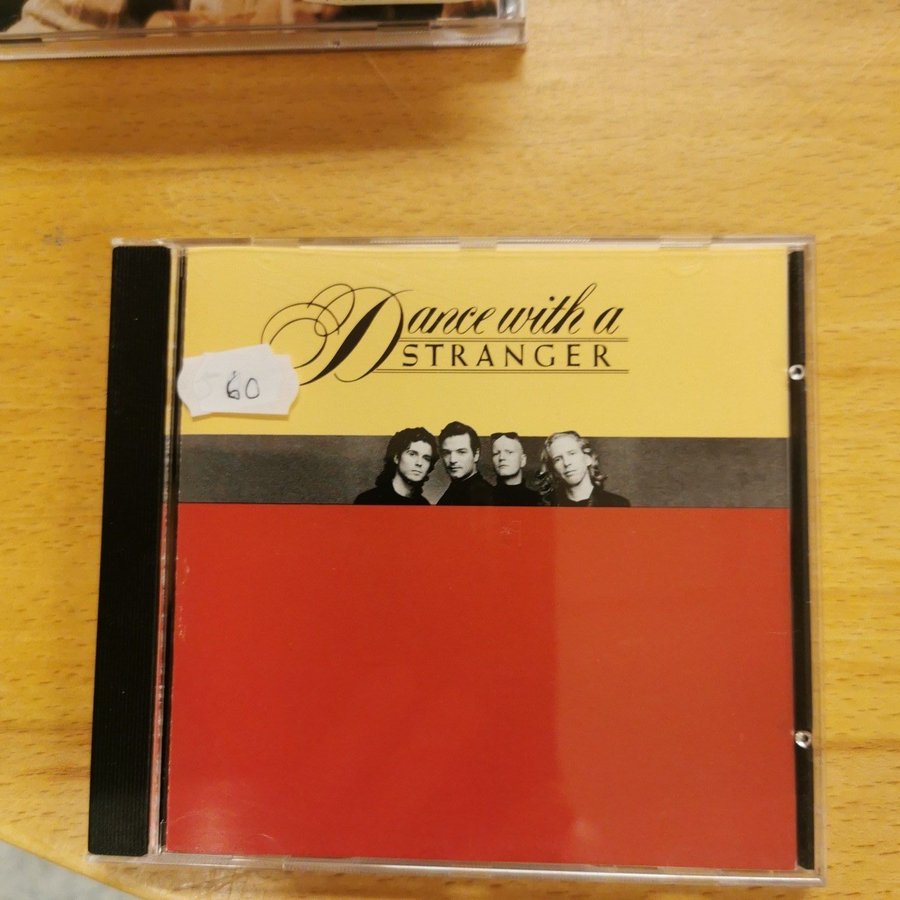 Dance with a
STRANGER
60